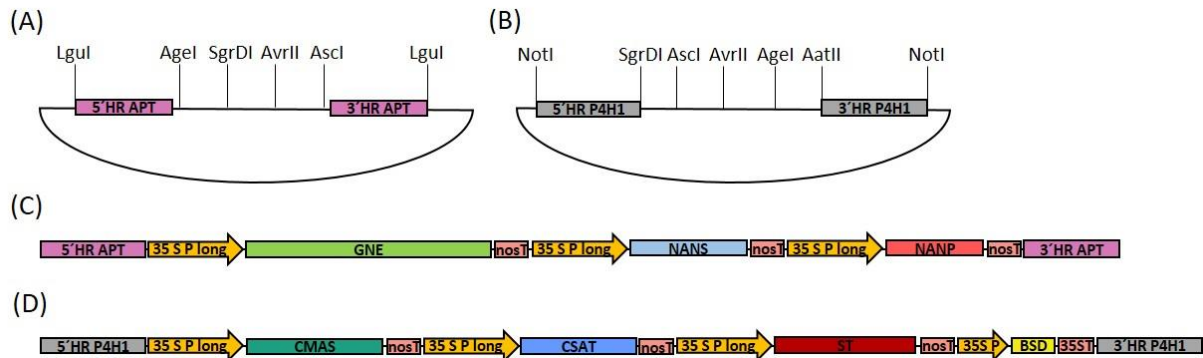 (A)
LguI AgeI SgrDI AvrII AscI LguI
5´HR APT 3´HR APT
(B)
NotI SgrDI AscI AvrII AgeI AatII NotI
5´HR P4H1 3´HR P4H1
(C)
5´HR APT 35 S P long GNE nosT 35 S P long NANS nosT 35 S P long NANP nosT 3´HR APT
(D)
5´HR P4H1 35 S P long CMAS nosT 35 S P long CSAT nosT 35 S P long ST nosT 35S P BSD 35ST 3´HR P4H1